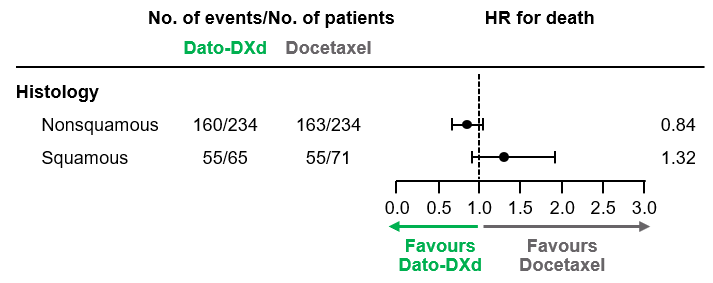 No. of events/No. of patients HR for death
Dato-DXd Docetaxel
Histology
Nonsquamous 160/234 163/234 0.84
Squamous 55/65 55/71 1.32
0.0 0.5 1.0 1.5 2.0 2.5 3.0
Favours Favours
Dato-DXd Docetaxel